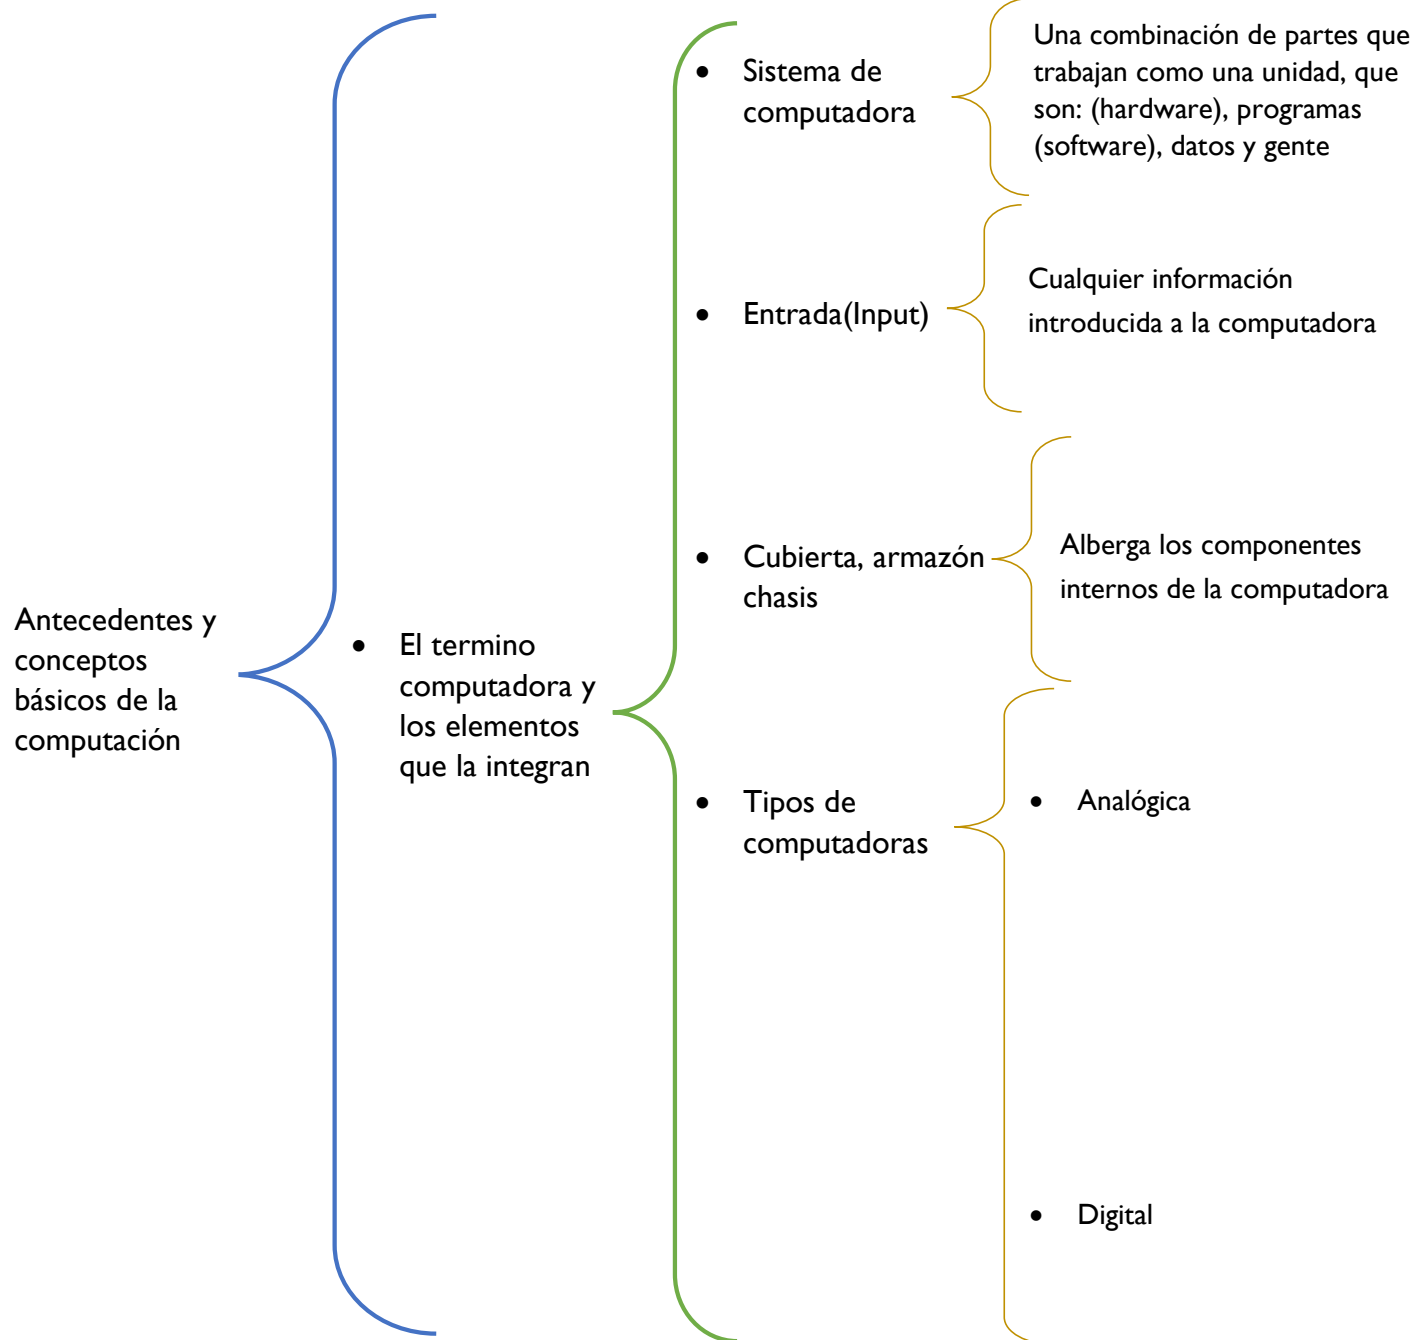 Antecedentes y
conceptos
básicos de la
computación
• El termino
computadora y
los elementos
que la integran
• Sistema de
computadora
Una combinación de partes que
trabajan como una unidad, que
son: (hardware), programas
(software), datos y gente
• Entrada(Input)
Cualquier información
introducida a la computadora
• Cubierta, armazón
chasis
Alberga los componentes
internos de la computadora
• Tipos de
computadoras
• Analógica
• Digital